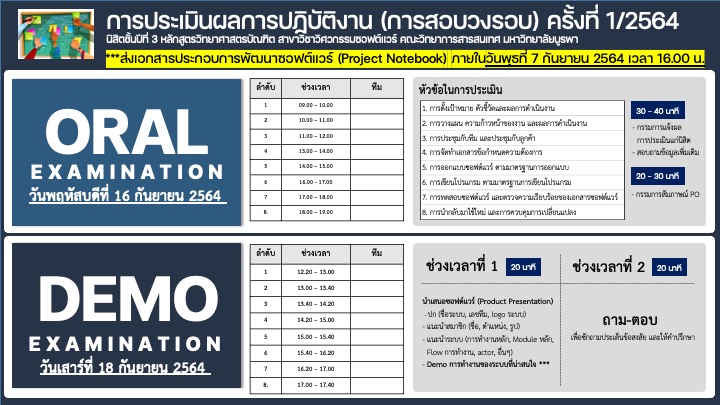 การประเมินผลการปฏิบัติงาน (การสอบวงรอบ) ครั้งที่ 1/2564
นิสิตชั้นปีที่ 3 หลักสูตรวิทยาศาสตรบัณฑิต สาขาวิชาวิศวกรรมซอฟต์แวร์ คณะวิทยาการสารสนเทศ มหาวิทยาลัยบูรพา
***ส่งเอกสารประกอบการพัฒนาซอฟต์แวร์ (Project Notebook) ภายในวันพุธที่ 7 กันยายน 2564 เวลา 16.00 น.
ORAL
EXAMINATION
วันพฤหัสบดีที่ 16 กันยายน 2564
ลำดับ ช่วงเวลา ทีม
1 09.00 – 10.00
2 10.00 – 11.00
3 11.00 – 12.00
4 13.00 – 14.00
5 14.00 – 15.00
6 16.00 – 17.00
7 17.00 – 18.00
8. 18.00 – 19.00
หัวข้อในการประเมิน
1. การตั้งเป้าหมาย ตัวชี้วัดและผลการดำเนินงาน
2. การวางแผน ความก้าวหน้าของงาน และผลการดำเนินงาน
3. การประชุมกับทีม และประชุมกับลูกค้า
4. การจัดทำเอกสารข้อกำหนดความต้องการ
5. การออกแบบซอฟต์แวร์ ตามมาตรฐานการออกแบบ
6. การเขียนโปรแกรม ตามมาตรฐานการเขียนโปรแกรม
7. การทดสอบซอฟต์แวร์ และตรวจความเรียบร้อยของเอกสารซอฟต์แวร์
8. การนำกลับมาใช้ใหม่ และการควบคุมการเปลี่ยนแปลง
30 – 40 นาที
- กรรมการแจ้งผล
การประเมินแก่นิสิต
- สอบถามข้อมูลเพิ่มเติม
20 – 30 นาที
- กรรมการสัมภาษณ์ PO
DEMO
EXAMINATION
วันเสาร์ที่ 18 กันยายน 2564
ลำดับ ช่วงเวลา ทีม
1 12.20 – 13.00
2 13.00 – 13.40
3 13.40 – 14.20
4 14.20 – 15.00
5 15.00 – 15.40
6 15.40 – 16.20
7 16.20 – 17.00
8. 17.00 – 17.40
ช่วงเวลาที่ 1 20 นาที
นำเสนอซอฟต์แวร์ (Product Presentation)
- ปก (ชื่อระบบ, เลขทีม, logo ระบบ)
- แนะนำสมาชิก (ชื่อ, ตำแหน่ง, รูป)
- แนะนำระบบ (การทำงานหลัก, Module หลัก,
Flow การทำงาน, actor, อื่นๆ)
- Demo การทำงานของระบบที่น่าสนใจ ***
ช่วงเวลาที่ 2 20 นาที
ถาม-ตอบ
เพื่อซักถามประเด็นข้อสงสัย และให้คำปรึกษา